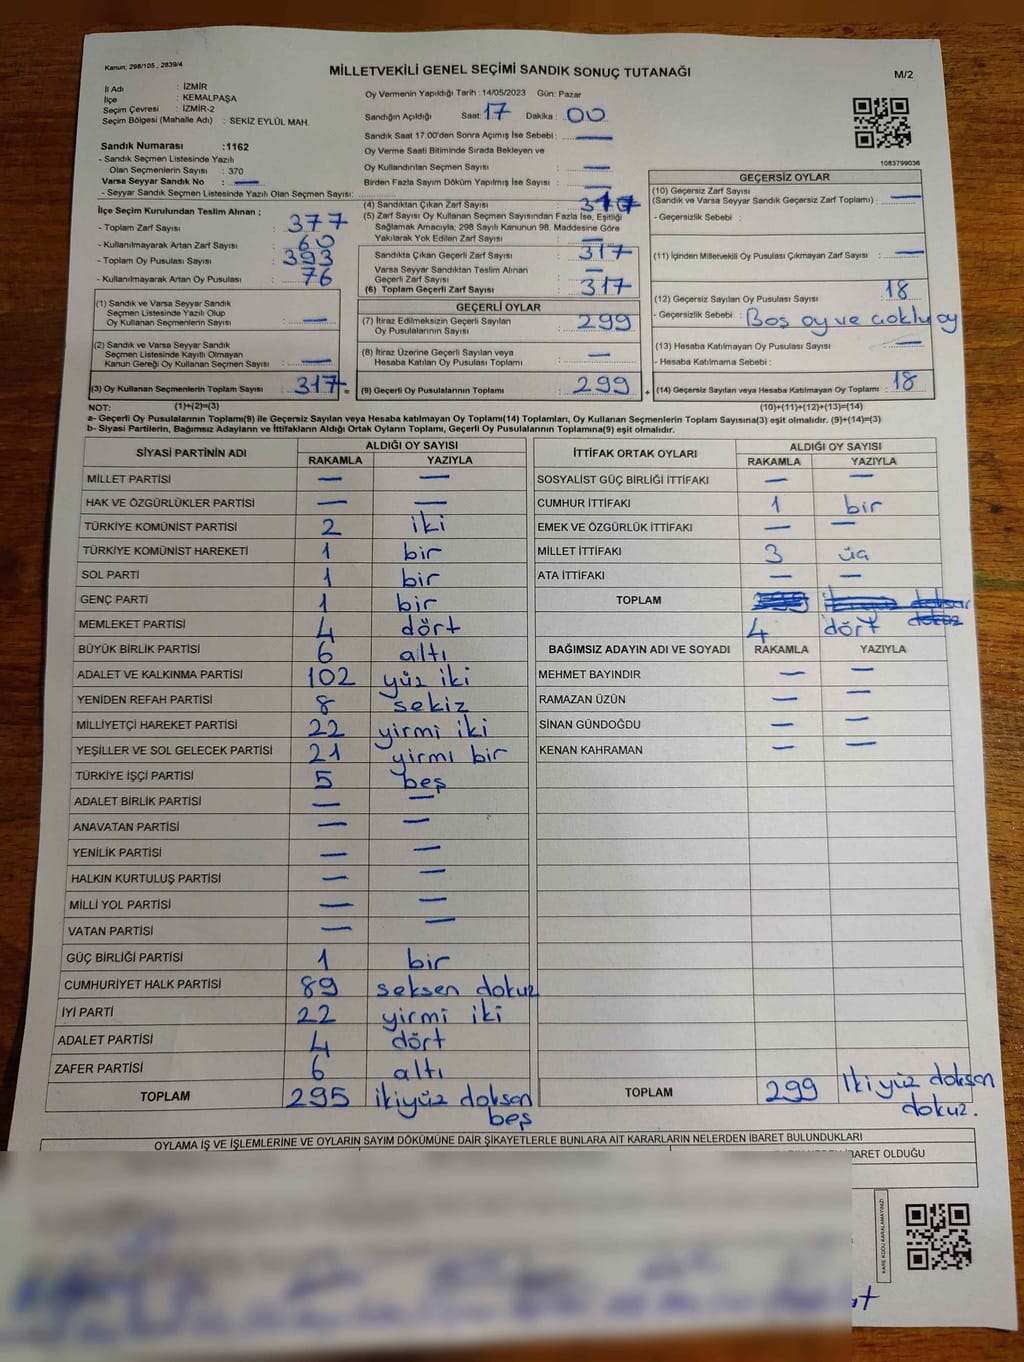 Kanun; 298/105 , 2839/4
MİLLETVEKİLİ GENEL SEÇİMİ SANDIK SONUÇ TUTANAĞI
M/2
İl Adı : İZMİR
İlçe : KEMALPAŞA
Seçim Çevresi : İZMİR-2
Seçim Bölgesi (Mahalle Adı) : SEKİZ EYLÜL MAH.
Oy Vermenin Yapıldığı Tarih : 14/05/2023 Gün: Pazar
Sandığın Açıldığı Saat: 17 Dakika : 00
Sandık Saat 17:00'den Sonra Açımış İse Sebebi : —
Oy Verme Saati Bitiminde Sırada Bekleyen ve
Oy Kullandırılan Seçmen Sayısı : —
Birden Fazla Sayım Döküm Yapılmış İse Sayısı : —
1083799036
Sandık Numarası :1162
- Sandık Seçmen Listesinde Yazılı
Olan Seçmenlerin Sayısı : 370
Varsa Seyyar Sandık No : —
- Seyyar Sandık Seçmen Listesinde Yazılı Olan Seçmen Sayısı:
İlçe Seçim Kurulundan Teslim Alınan ;
- Toplam Zarf Sayısı : 377
- Kullanılmayarak Artan Zarf Sayısı : 60
- Toplam Oy Pusulası Sayısı : 393
- Kullanılmayarak Artan Oy Pusulası : 76
(1) Sandık ve Varsa Seyyar Sandık
Seçmen Listesinde Yazılı Olup
Oy Kullanan Seçmenlerin Sayısı : —
(2) Sandık ve Varsa Seyyar Sandık
Seçmen Listesinde Kayıtlı Olmayan
Kanun Gereği Oy Kullanan Seçmen Sayısı : —
(3) Oy Kullanan Seçmenlerin Toplam Sayısı : 317 =
(4) Sandıktan Çıkan Zarf Sayısı : 317
(5) Zarf Sayısı Oy Kullanan Seçmen Sayısından Fazla İse, Eşitliği
Sağlamak Amacıyla; 298 Sayılı Kanunun 98. Maddesine Göre
Yakılarak Yok Edilen Zarf Sayısı : —
Sandıkta Çıkan Geçerli Zarf Sayısı : 317
Varsa Seyyar Sandıktan Teslim Alınan
Geçerli Zarf Sayısı : —
(6) Toplam Geçerli Zarf Sayısı : 317
GEÇERLİ OYLAR
(7) İtiraz Edilmeksizin Geçerli Sayılan
Oy Pusulalarının Sayısı : 299
(8) İtiraz Üzerine Geçerli Sayılan veya
Hesaba Katılan Oy Pusulaları Toplamı : —
(9) Geçerli Oy Pusulalarının Toplamı : 299 +
GEÇERSİZ OYLAR
(10) Geçersiz Zarf Sayısı
(Sandık ve Varsa Seyyar Sandık Geçersiz Zarf Toplamı) : —
- Geçersizlik Sebebi :
(11) İçinden Milletvekili Oy Pusulası Çıkmayan Zarf Sayısı : —
(12) Geçersiz Sayılan Oy Pusulası Sayısı : 18
- Geçersizlik Sebebi : Boş oy ve çoklu oy
(13) Hesaba Katılmayan Oy Pusulası Sayısı : —
- Hesaba Katılmama Sebebi :
(14) Geçersiz Sayılan veya Hesaba Katılmayan Oy Toplamı : 18
NOT: (1)+(2)=(3) (10)+(11)+(12)+(13)=(14)
a- Geçerli Oy Pusulalarının Toplamı(9) ile Geçersiz Sayılan veya Hesaba katılmayan Oy Toplamı(14) Toplamları, Oy Kullanan Seçmenlerin Toplam Sayısına(3) eşit olmalıdır. (9)+(14)=(3)
b- Siyasi Partilerin, Bağımsız Adayların ve İttifakların Aldığı Ortak Oyların Toplamı, Geçerli Oy Pusulalarının Toplamına(9) eşit olmalıdır.
SİYASİ PARTİNİN ADI ALDIĞI OY SAYISI
RAKAMLA YAZIYLA
MİLLET PARTİSİ — —
HAK VE ÖZGÜRLÜKLER PARTİSİ — —
TÜRKİYE KOMÜNİST PARTİSİ 2 iki
TÜRKİYE KOMÜNİST HAREKETİ 1 bir
SOL PARTİ 1 bir
GENÇ PARTİ 1 bir
MEMLEKET PARTİSİ 4 dört
BÜYÜK BİRLİK PARTİSİ 6 altı
ADALET VE KALKINMA PARTİSİ 102 yüz iki
YENİDEN REFAH PARTİSİ 8 sekiz
MİLLİYETÇİ HAREKET PARTİSİ 22 yirmi iki
YEŞİLLER VE SOL GELECEK PARTİSİ 21 yirmi bir
TÜRKİYE İŞÇİ PARTİSİ 5 beş
ADALET BİRLİK PARTİSİ — —
ANAVATAN PARTİSİ — —
YENİLİK PARTİSİ — —
HALKIN KURTULUŞ PARTİSİ — —
MİLLİ YOL PARTİSİ — —
VATAN PARTİSİ — —
GÜÇ BİRLİĞİ PARTİSİ 1 bir
CUMHURİYET HALK PARTİSİ 89 seksen dokuz
İYİ PARTİ 22 yirmi iki
ADALET PARTİSİ 4 dört
ZAFER PARTİSİ 6 altı
TOPLAM 295 ikiyüz doksan
beş
İTTİFAK ORTAK OYLARI ALDIĞI OY SAYISI
RAKAMLA YAZIYLA
SOSYALİST GÜÇ BİRLİĞİ İTTİFAKI — —
CUMHUR İTTİFAKI 1 bir
EMEK VE ÖZGÜRLÜK İTTİFAKI — —
MİLLET İTTİFAKI 3 üç
ATA İTTİFAKI — —
TOPLAM
4 dört
BAĞIMSIZ ADAYIN ADI VE SOYADI RAKAMLA YAZIYLA
MEHMET BAYINDIR — —
RAMAZAN ÜZÜN — —
SİNAN GÜNDOĞDU — —
KENAN KAHRAMAN — —
TOPLAM 299 İkiyüz doksan
dokuz.
OYLAMA İŞ VE İŞLEMLERİNE VE OYLARIN SAYIM DÖKÜMÜNE DAİR ŞİKAYETLERLE BUNLARA AİT KARARLARIN NELERDEN İBARET BULUNDUKLARI
İBARET OLDUĞU
KARE KODU KARALAMAYINIZ!